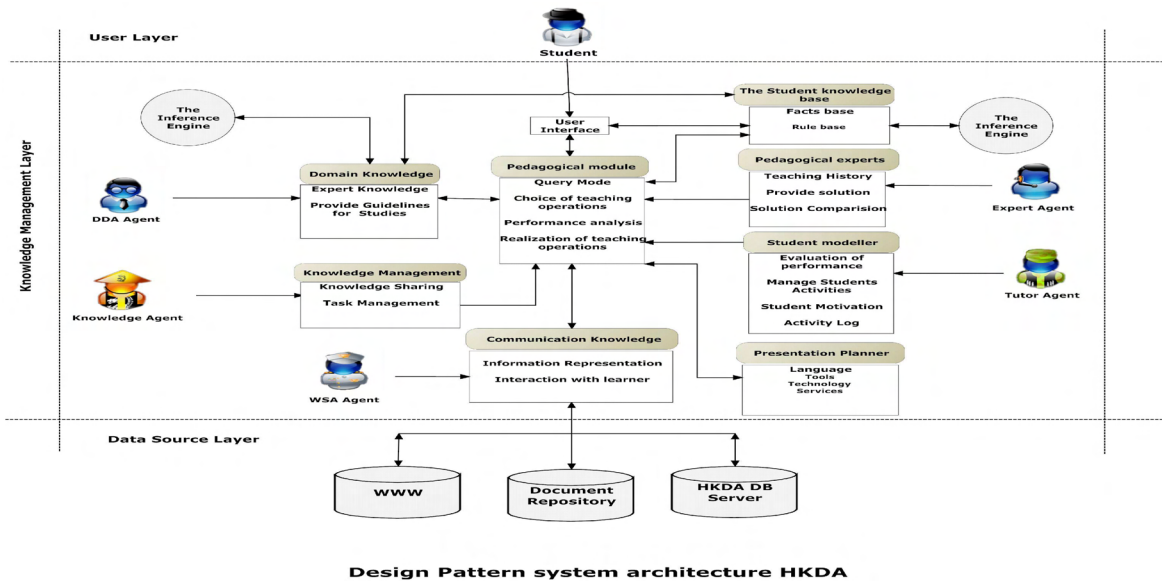 User Layer
Student
Knowledge Management Layer
The
Inference
Engine
The Student knowledge
base
Facts base
Rule base
The
Inference
Engine
User
Interface
Domain Knowledge
Expert Knowledge
Provide Guidelines
for Studies
DDA Agent
Pedagogical module
Query Mode
Choice of teaching
operations
Performance analysis
Realization of teaching
operations
Pedagogical experts
Teaching History
Provide solution
Solution Comparision
Expert Agent
Student modeller
Evaluation of
performance
Manage Students
Activities
Student Motivation
Activity Log
Tutor Agent
Knowledge Management
Knowledge Sharing
Task Management
Knowledge Agent
Communication Knowledge
Information Representation
Interaction with learner
WSA Agent
Presentation Planner
Language
Tools
Technology
Services
Data Source Layer
WWW
Document
Repository
HKDA DB
Server
Design Pattern system architecture HKDA